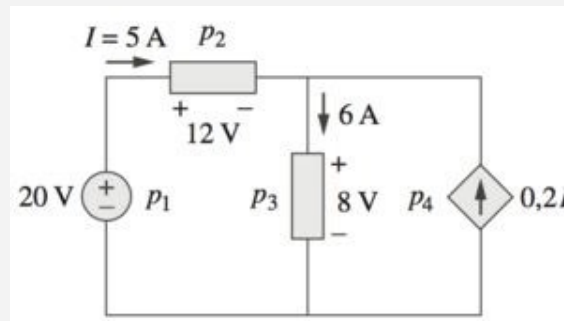 I = 5 A p2
+ −
12 V
6 A
20 V + − p1
p3 + 8 V −
p4 0,2I